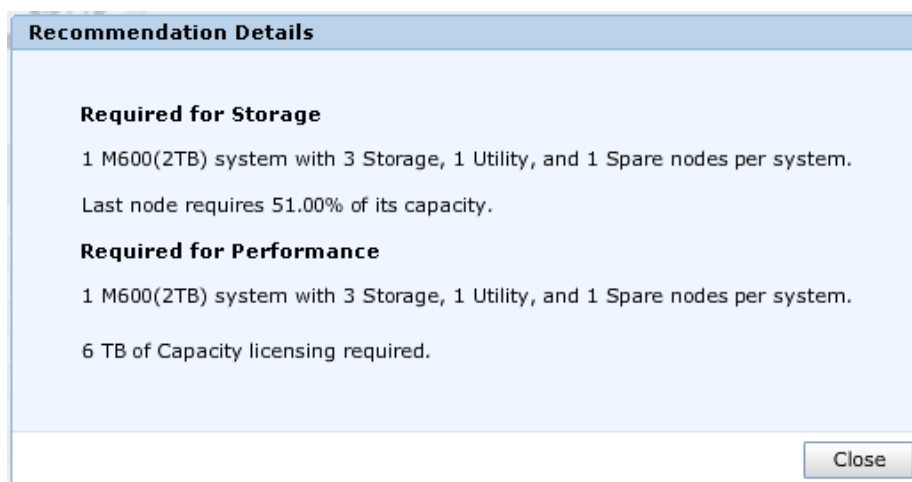 Recommendation Details
Required for Storage
1 M600(2TB) system with 3 Storage, 1 Utility, and 1 Spare nodes per system.
Last node requires 51.00% of its capacity.
Required for Performance
1 M600(2TB) system with 3 Storage, 1 Utility, and 1 Spare nodes per system.
6 TB of Capacity licensing required.
Close